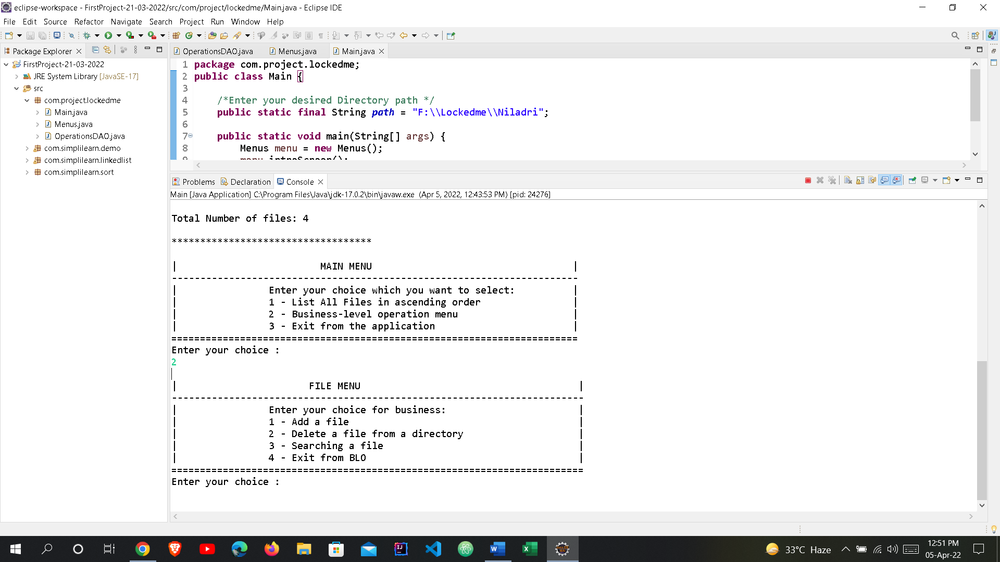 eclipse-workspace - FirstProject-21-03-2022/src/com/project/lockedme/Main.java - Eclipse IDE
File Edit Source Refactor Navigate Search Project Run Window Help
Package Explorer
FirstProject-21-03-2022
JRE System Library [JavaSE-17]
src
com.project.lockedme
Main.java
Menus.java
OperationsDAO.java
com.simplilearn.demo
com.simplilearn.linkedlist
com.simplilearn.sort
OperationsDAO.java Menus.java Main.java
1 package com.project.lockedme;
2 public class Main {
3
4 /*Enter your desired Directory path */
5 public static final String path = "F:\\Lockedme\\Niladri";
6
7 public static void main(String[] args) {
8 Menus menu = new Menus();
9 menu.introScreen();
Problems Declaration Console
Main [Java Application] C:\Program Files\Java\jdk-17.0.2\bin\javaw.exe (Apr 5, 2022, 12:43:53 PM) [pid: 24276]
Total Number of files: 4
***********************************
| MAIN MENU |
-----------------------------------------------------------------------
| Enter your choice which you want to select: |
| 1 - List All Files in ascending order |
| 2 - Business-level operation menu |
| 3 - Exit from the application |
=======================================================================
Enter your choice :
2
| FILE MENU |
------------------------------------------------------------------------
| Enter your choice for business: |
| 1 - Add a file |
| 2 - Delete a file from a directory |
| 3 - Searching a file |
| 4 - Exit from BLO |
========================================================================
Enter your choice :
33°C Haze
12:51 PM
05-Apr-22